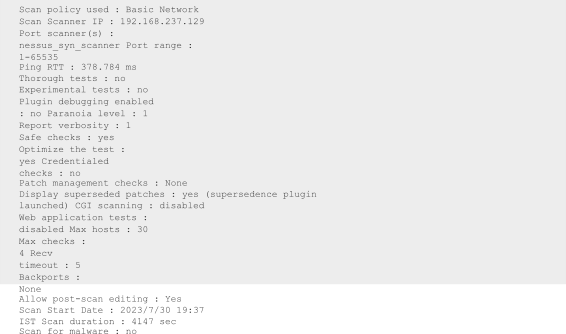 Scan policy used : Basic Network
Scan Scanner IP : 192.168.237.129
Port scanner(s) :
nessus_syn_scanner Port range :
1-65535
Ping RTT : 378.784 ms
Thorough tests : no
Experimental tests : no
Plugin debugging enabled
: no Paranoia level : 1
Report verbosity : 1
Safe checks : yes
Optimize the test :
yes Credentialed
checks : no
Patch management checks : None
Display superseded patches : yes (supersedence plugin
launched) CGI scanning : disabled
Web application tests :
disabled Max hosts : 30
Max checks :
4 Recv
timeout : 5
Backports :
None
Allow post-scan editing : Yes
Scan Start Date : 2023/7/30 19:37
IST Scan duration : 4147 sec
Scan for malware : no